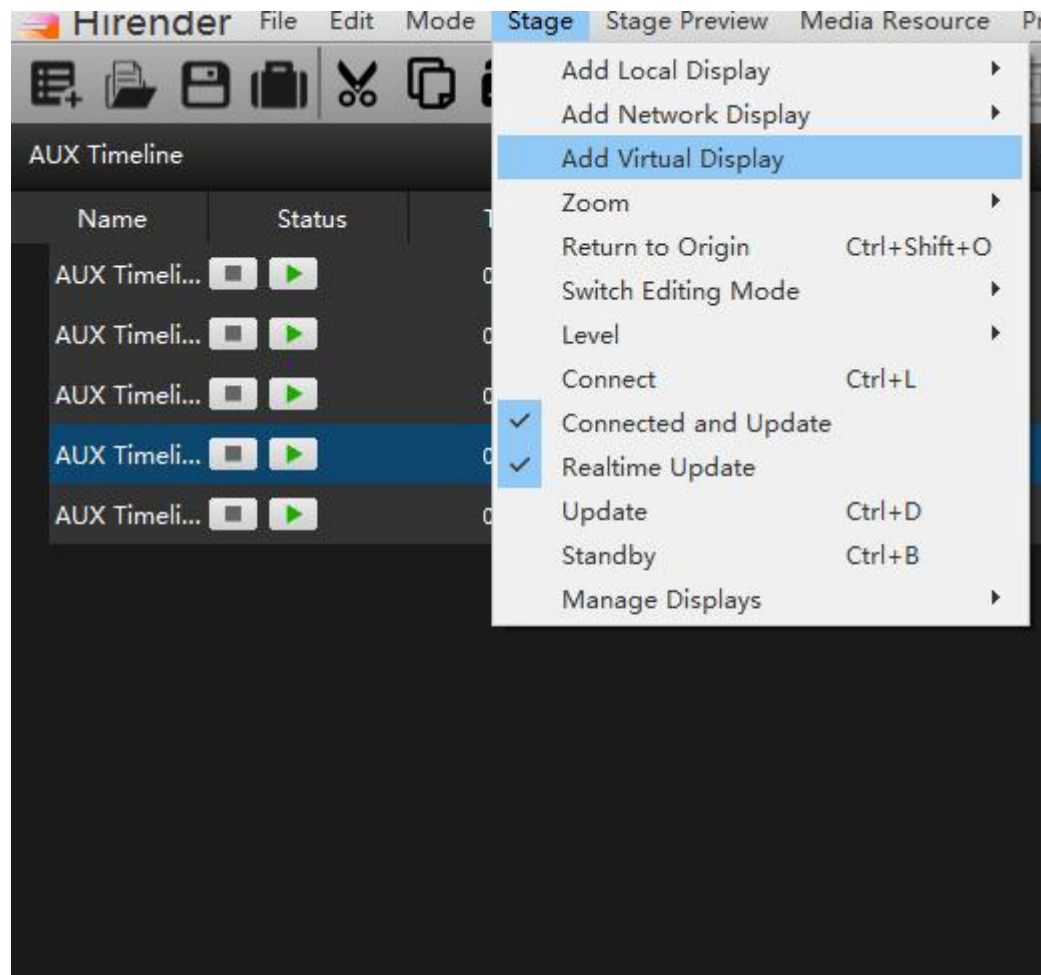 Hirender File Edit Mode Stage Stage Preview Media Resource
Add Local Display
Add Network Display
AUX Timeline
Add Virtual Display
Name Status
Zoom
Return to Origin Ctrl+Shift+O
AUX Timeli...
Switch Editing Mode
AUX Timeli...
Level
Connect Ctrl+L
AUX Timeli...
Connected and Update
AUX Timeli...
Realtime Update
Update Ctrl+D
AUX Timeli...
Standby Ctrl+B
Manage Displays